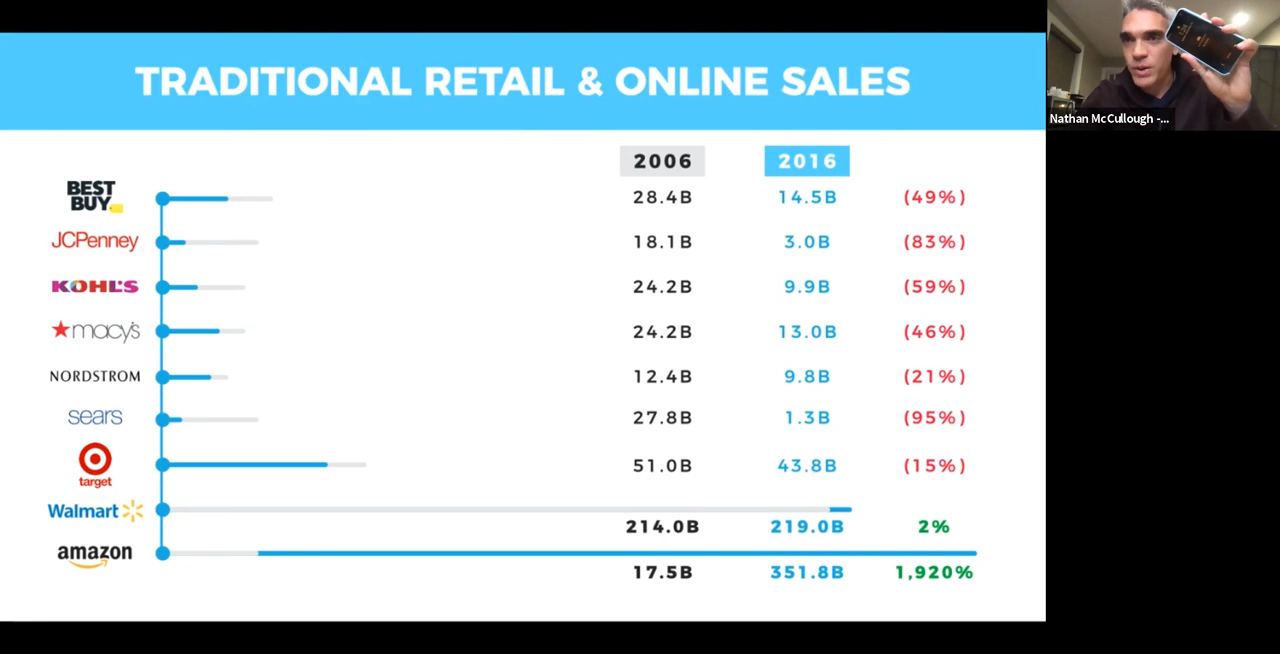 TRADITIONAL RETAIL & ONLINE SALES
Nathan McCullough -...
2006 2016
BEST BUY 28.4B 14.5B (49%)
JCPenney 18.1B 3.0B (83%)
KOHL'S 24.2B 9.9B (59%)
macy's 24.2B 13.0B (46%)
NORDSTROM 12.4B 9.8B (21%)
sears 27.8B 1.3B (95%)
target 51.0B 43.8B (15%)
Walmart 214.0B 219.0B 2%
amazon 17.5B 351.8B 1,920%